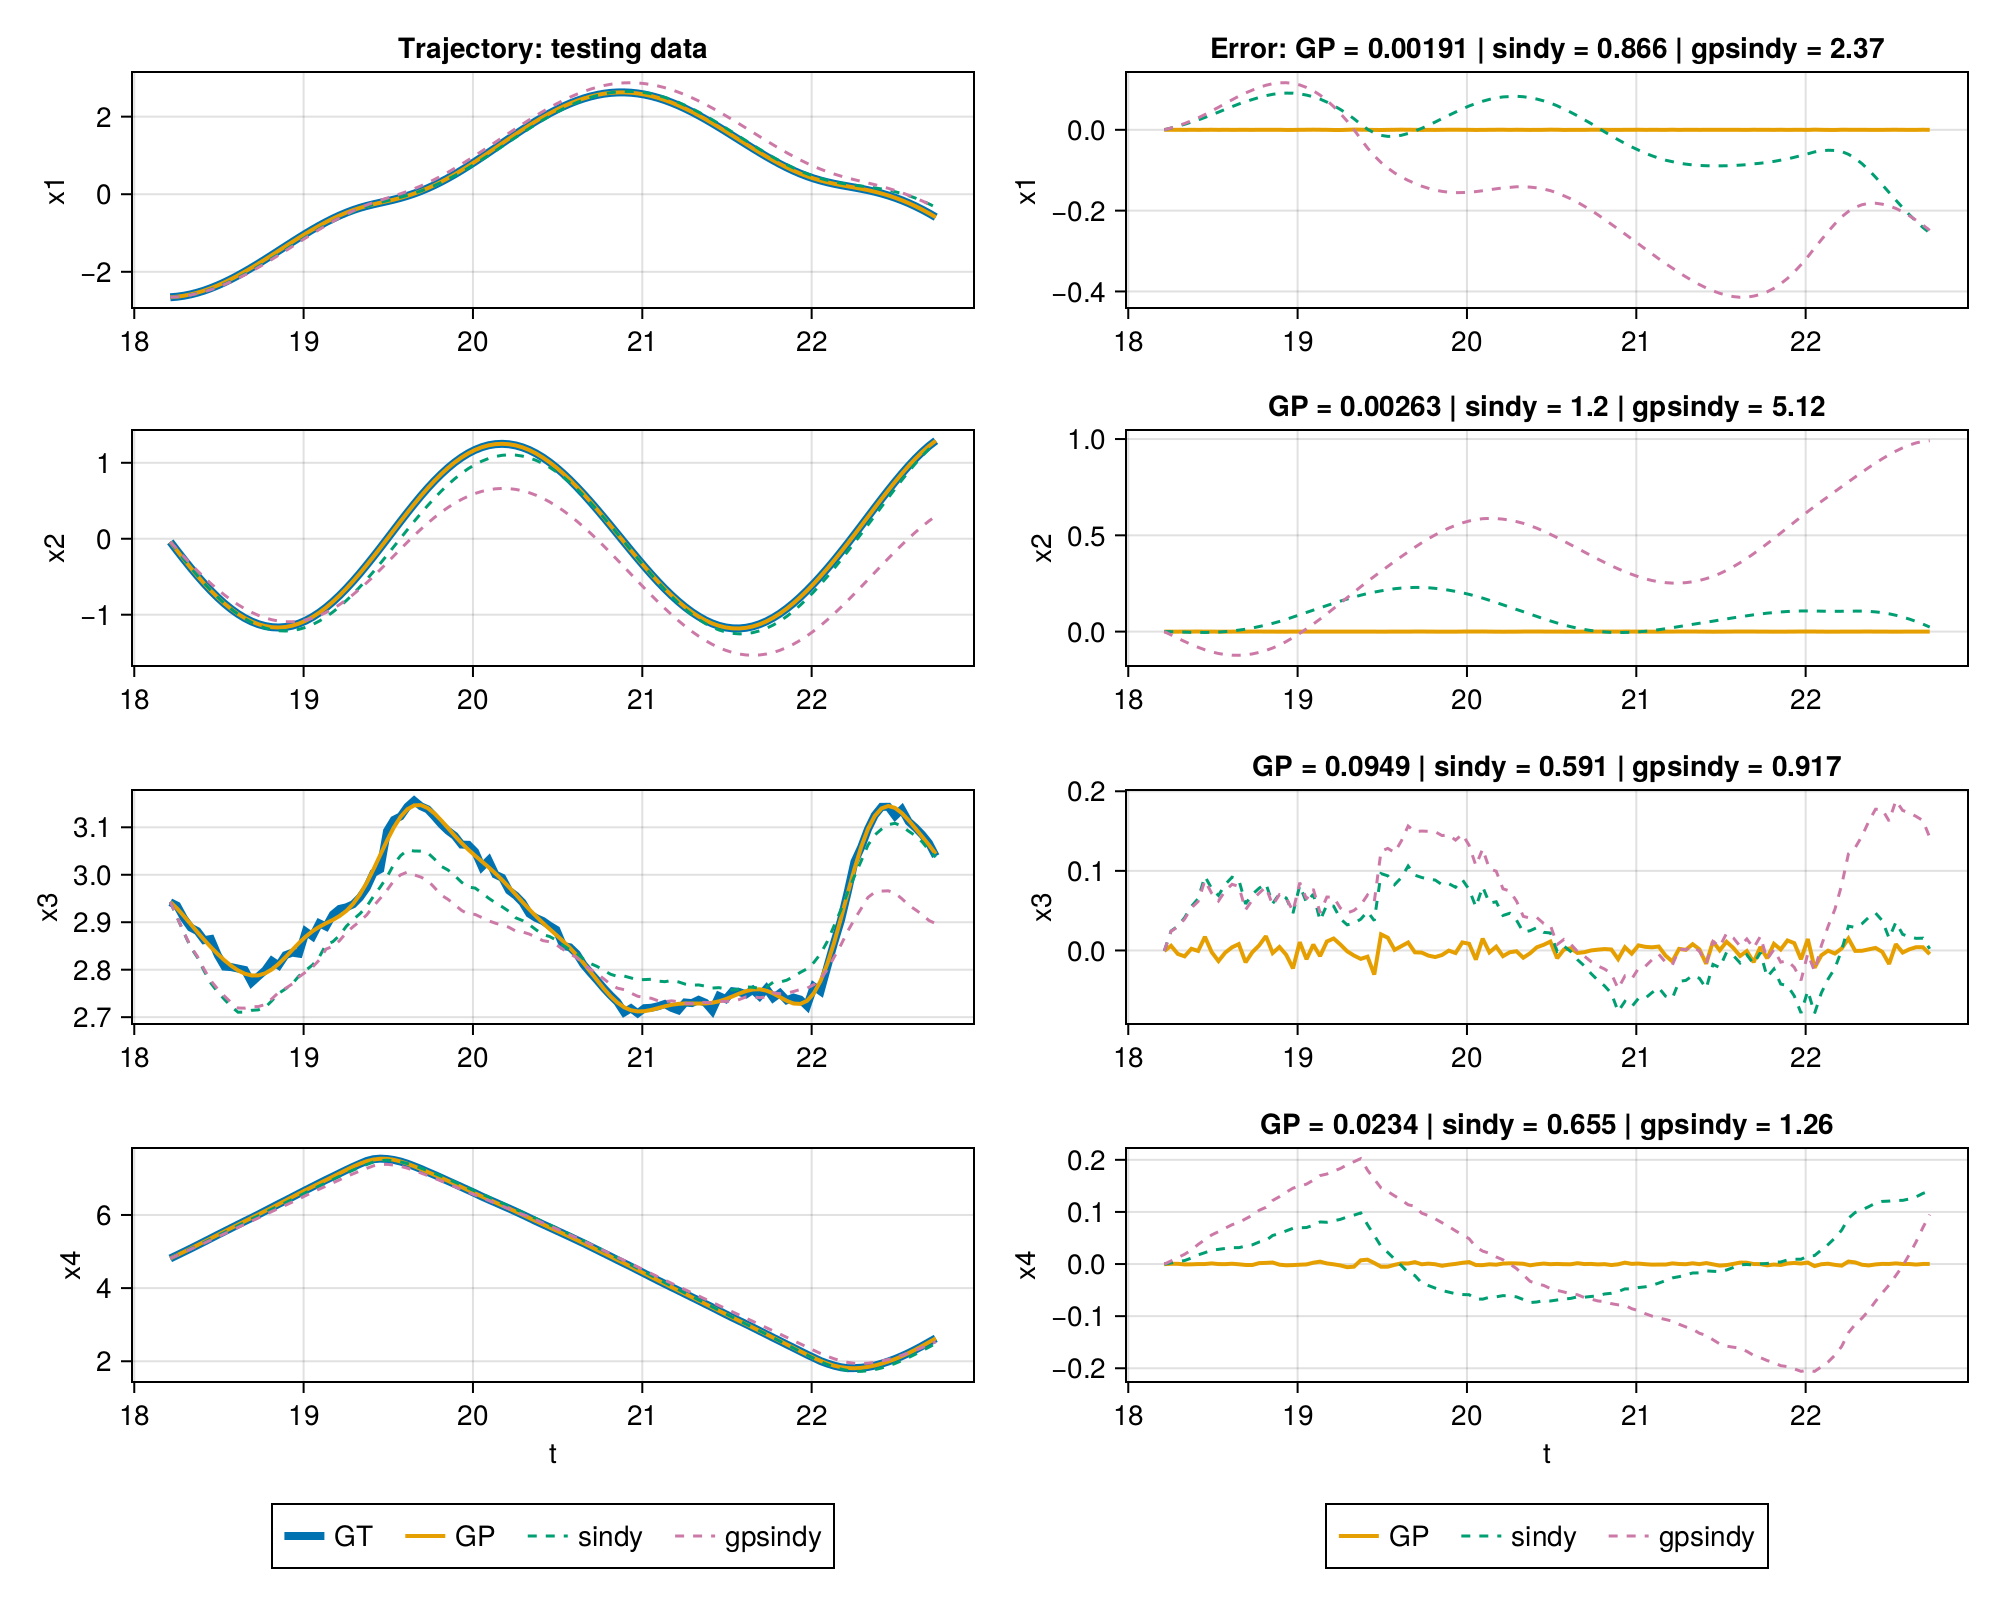 Trajectory: testing data
Error: GP = 0.00191 | sindy = 0.866 | gpsindy = 2.37
x1
2
0
−2
18 19 20 21 22
x1
0.0
−0.2
−0.4
18 19 20 21 22
GP = 0.00263 | sindy = 1.2 | gpsindy = 5.12
x2
1
0
−1
18 19 20 21 22
x2
1.0
0.5
0.0
18 19 20 21 22
GP = 0.0949 | sindy = 0.591 | gpsindy = 0.917
x3
3.1
3.0
2.9
2.8
2.7
18 19 20 21 22
x3
0.2
0.1
0.0
18 19 20 21 22
GP = 0.0234 | sindy = 0.655 | gpsindy = 1.26
x4
6
4
2
18 19 20 21 22
t
x4
0.2
0.1
0.0
−0.1
−0.2
18 19 20 21 22
t
GT GP sindy gpsindy
GP sindy gpsindy